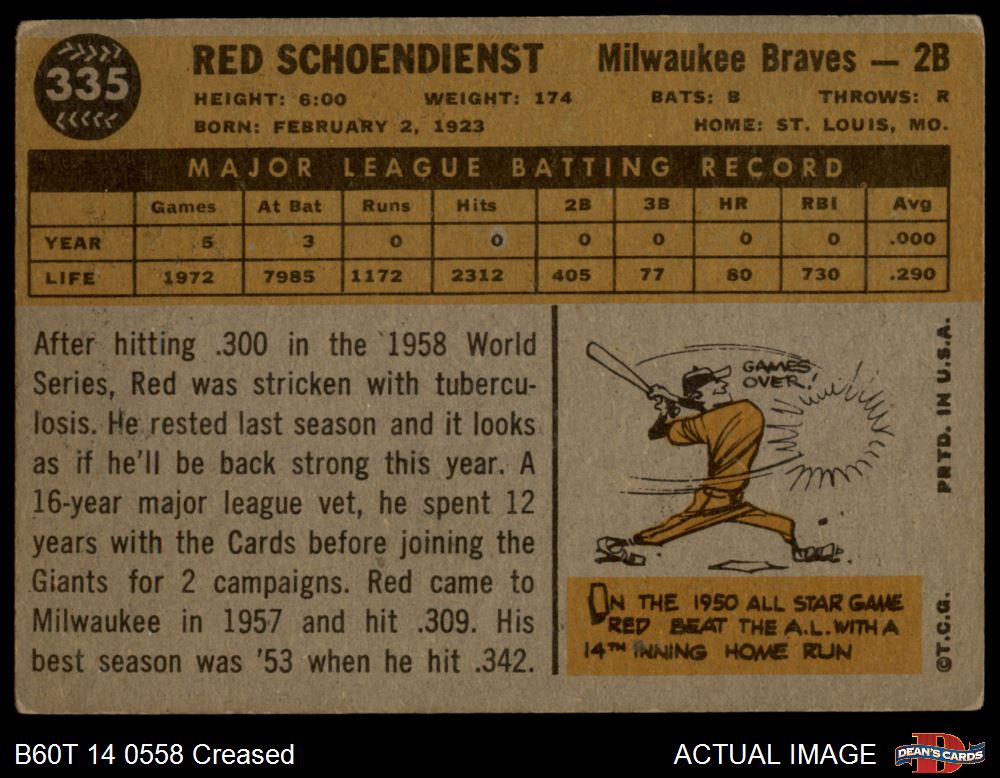 335
RED SCHOENDIENST Milwaukee Braves — 2B
HEIGHT: 6:00 WEIGHT: 174 BATS: B THROWS: R
BORN: FEBRUARY 2, 1923 HOME: ST. LOUIS, MO.
MAJOR LEAGUE BATTING RECORD
Games At Bat Runs Hits 2B 3B HR RBI Avg
YEAR 5 3 0 0 0 0 0 0 .000
LIFE 1972 7985 1172 2312 405 77 80 730 .290
After hitting .300 in the 1958 World
Series, Red was stricken with tubercu-
losis. He rested last season and it looks
as if he'll be back strong this year. A
16-year major league vet, he spent 12
years with the Cards before joining the
Giants for 2 campaigns. Red came to
Milwaukee in 1957 and hit .309. His
best season was '53 when he hit .342.
GAMES
OVER!
ON THE 1950 ALL STAR GAME
RED BEAT THE A.L. WITH A
14TH INNING HOME RUN
PRTD. IN U.S.A.
©T.C.G.
B60T 14 0558 Creased
ACTUAL IMAGE
DEAN'S CARDS